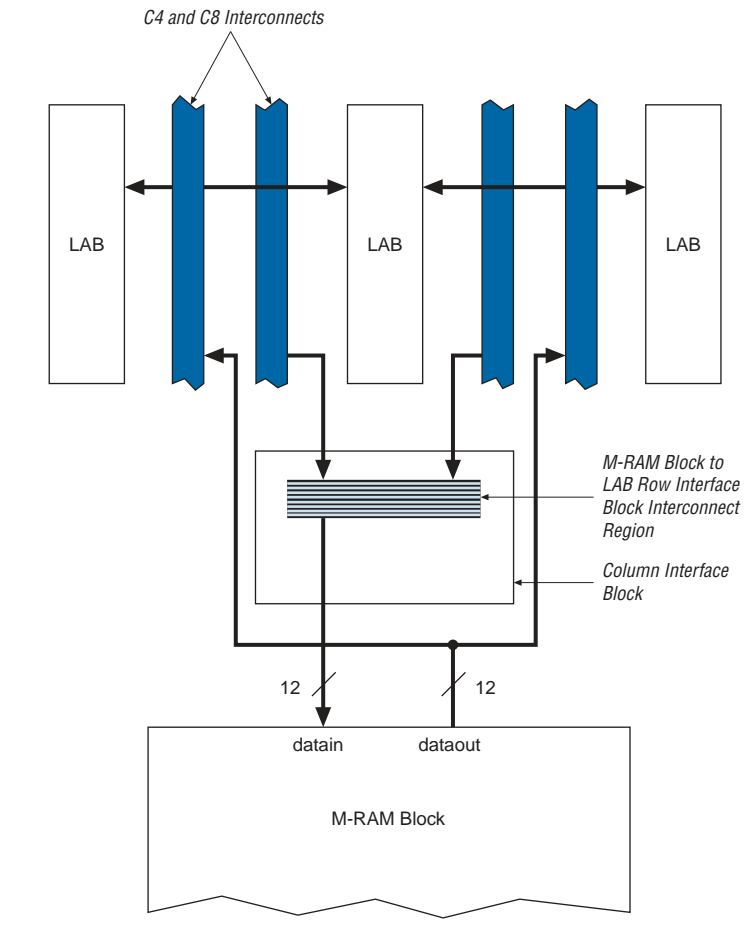 C4 and C8 Interconnects
LAB
LAB
LAB
M-RAM Block to
LAB Row Interface
Block Interconnect
Region
Column Interface
Block
12
12
datain
dataout
M-RAM Block